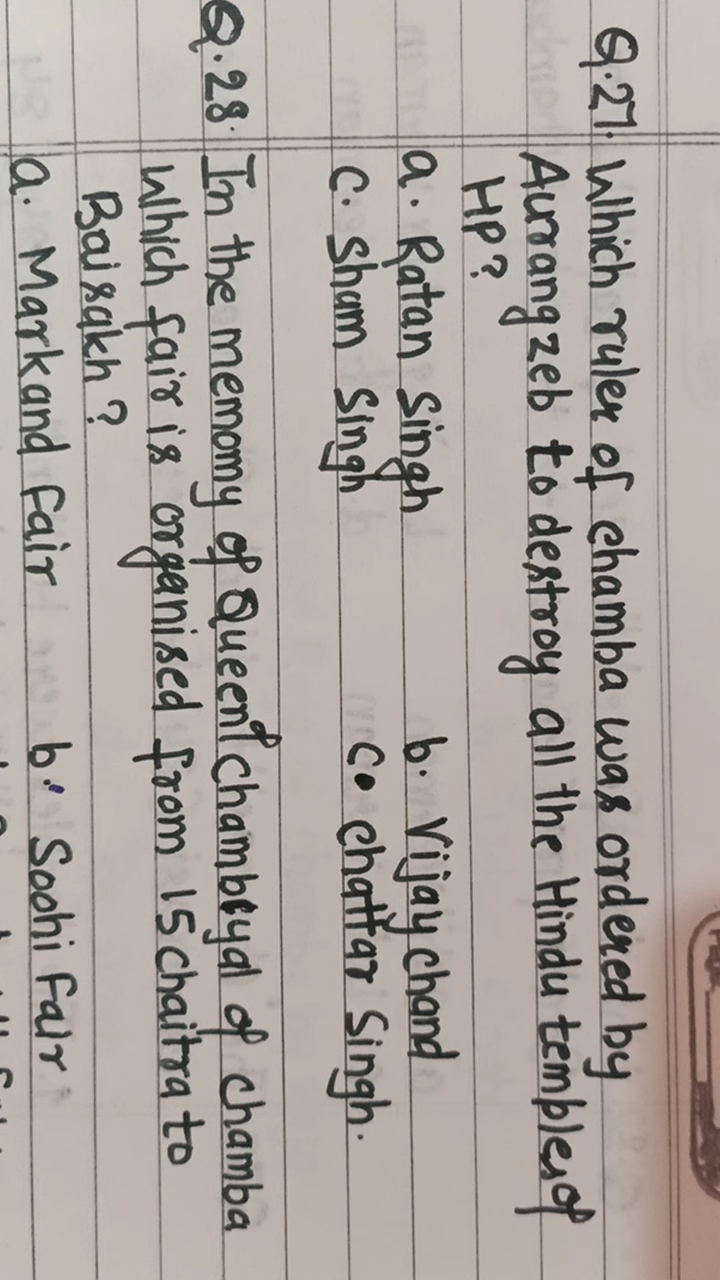 Q.27. Which ruler of chamba was ordered by
Aurrangzeb to destroy all the Hindu temples of
HP?
a. Ratan Singh b. Vijay chand
c. Sham Singh c. chattar Singh.
Q.28. In the memomy of Queen chambyal of chamba
which fair is organised from 15 chaitra to
Baisakh?
a. Markand fair b. Soohi fair